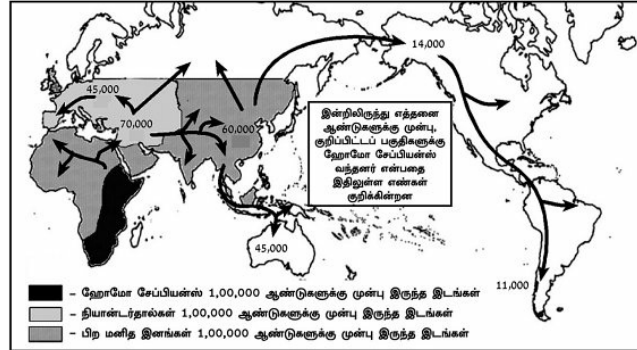 14,000
45,000
70,000
60,000
இன்றிலிருந்து எத்தனை
ஆண்டுகளுக்கு முன்பு,
குறிப்பிட்டப் பகுதிகளுக்கு
ஹோமோ சேப்பியன்ஸ்
வந்தனர் என்பதை
இதிலுள்ள எண்கள்
குறிக்கின்றன
45,000
11,000
– ஹோமோ சேப்பியன்ஸ் 1,00,000 ஆண்டுகளுக்கு முன்பு இருந்த இடங்கள்
– நியாண்டர்தால்கள் 1,00,000 ஆண்டுகளுக்கு முன்பு இருந்த இடங்கள்
– பிற மனித இனங்கள் 1,00,000 ஆண்டுகளுக்கு முன்பு இருந்த இடங்கள்